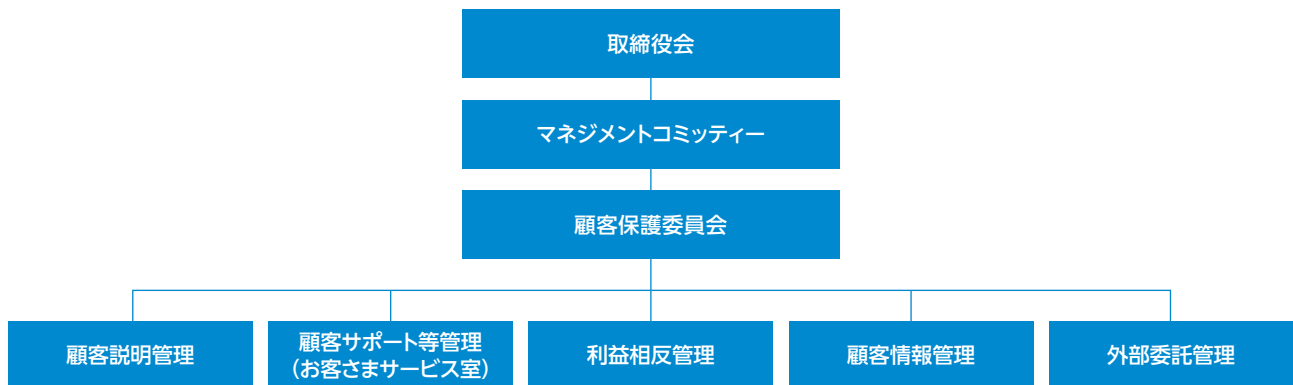 取締役会
マネジメントコミッティー
顧客保護委員会
顧客説明管理
顧客サポート等管理
（お客さまサービス室）
利益相反管理
顧客情報管理
外部委託管理